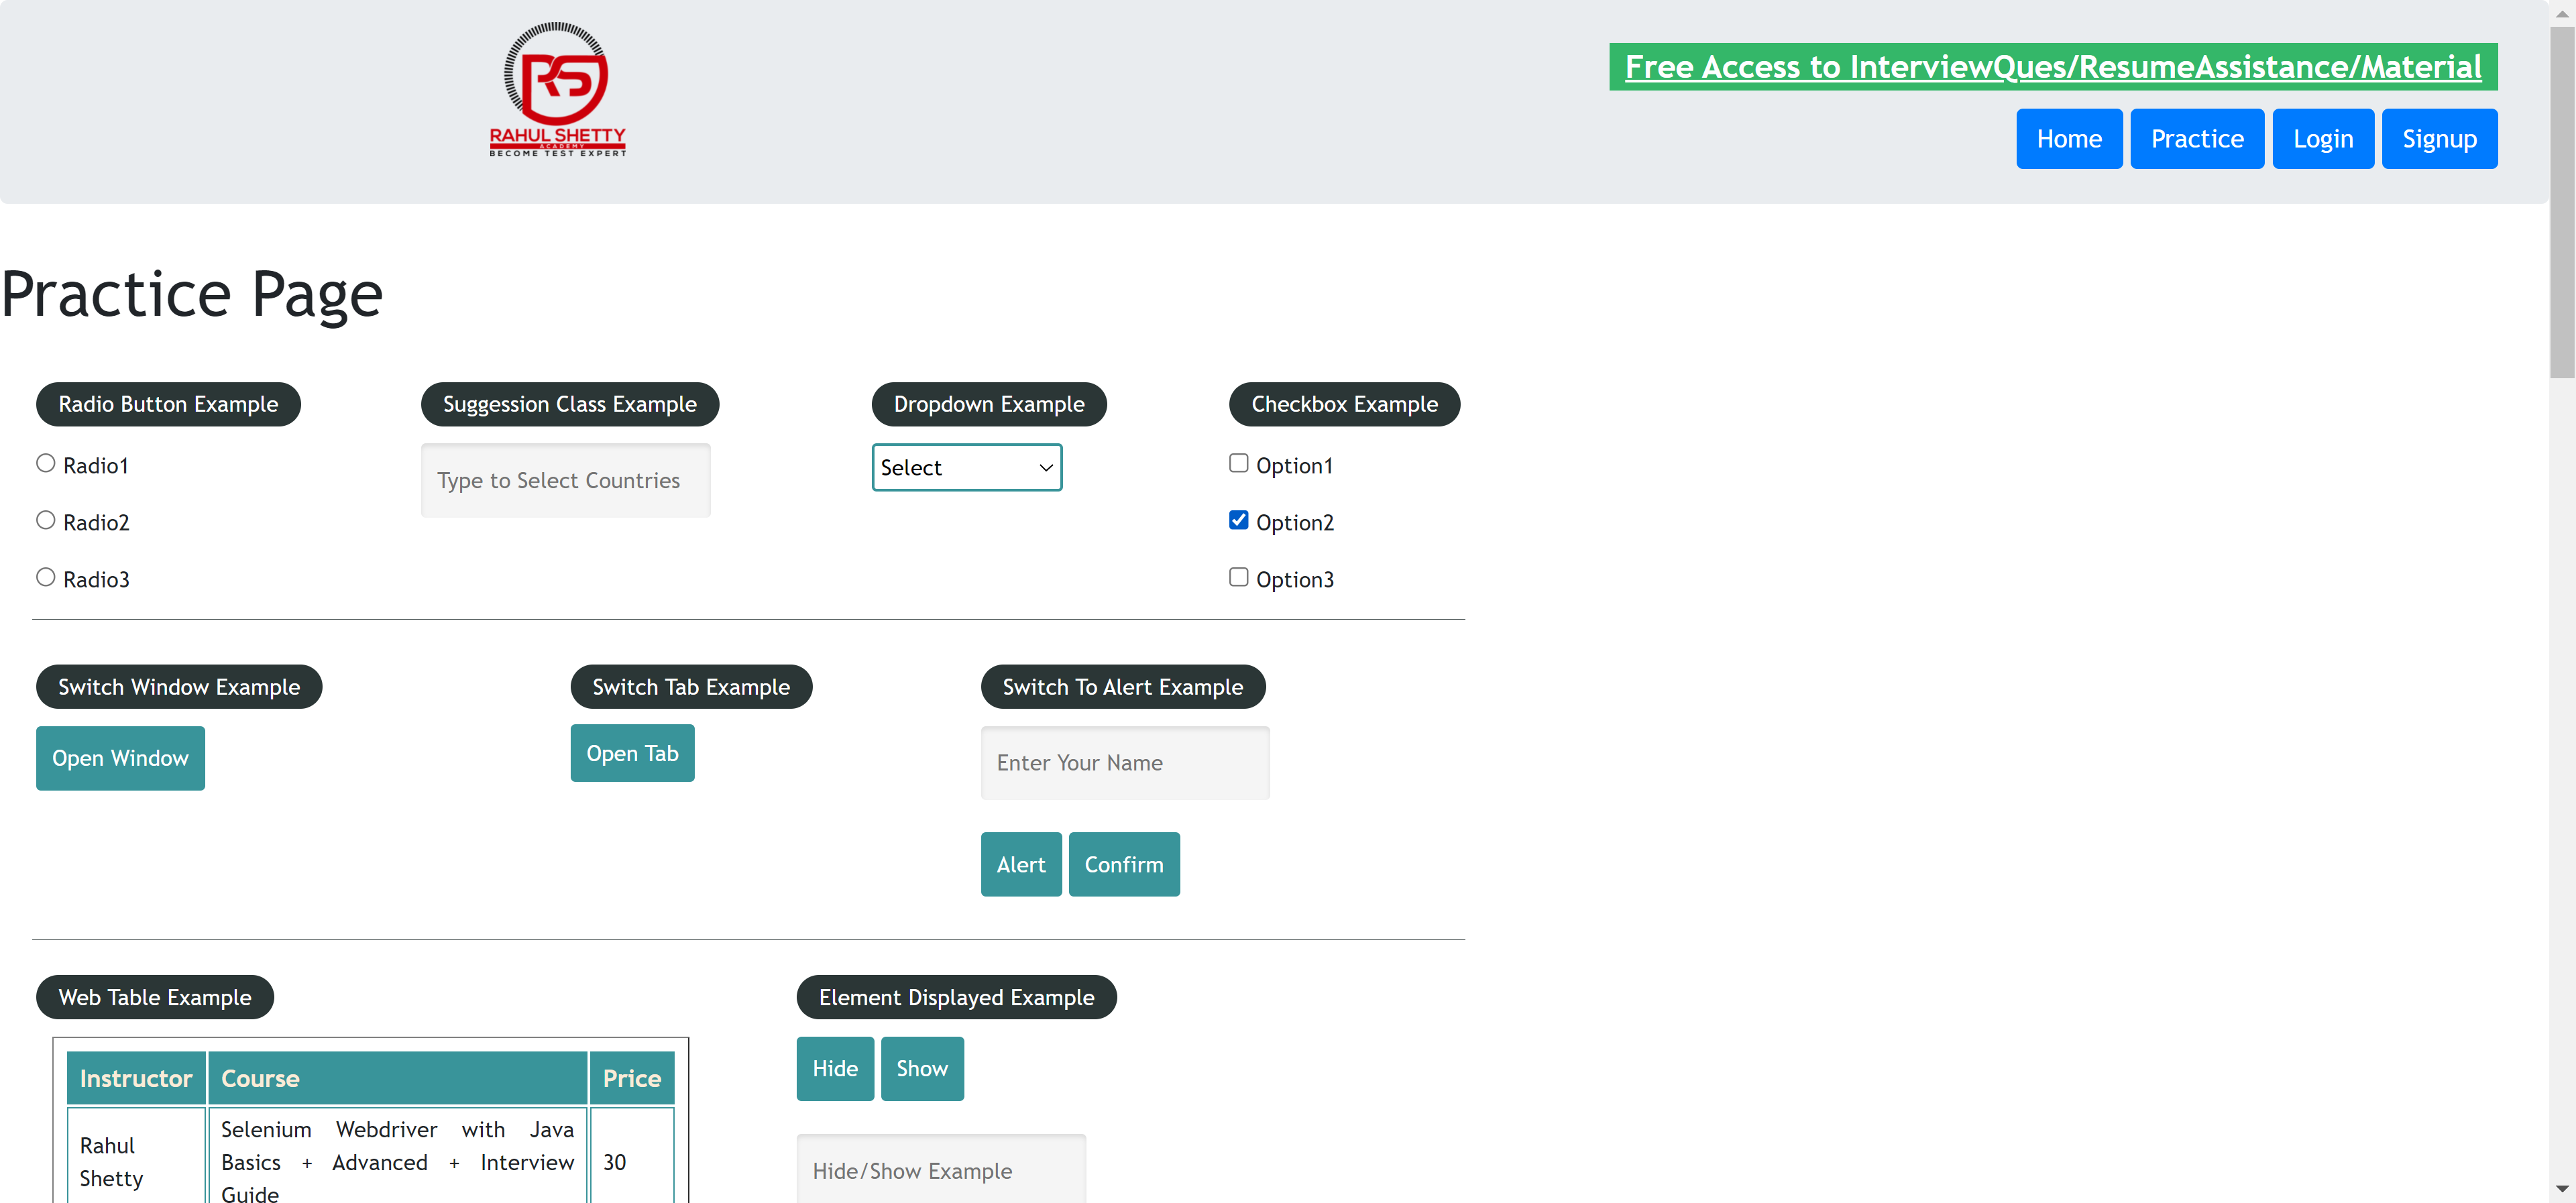 RS
RAHUL SHETTY
ACADEMY
BECOME TEST EXPERT
Free Access to InterviewQues/ResumeAssistance/Material
Home Practice Login Signup
Practice Page
Radio Button Example
Radio1
Radio2
Radio3
Suggession Class Example
Type to Select Countries
Dropdown Example
Select
Checkbox Example
Option1
Option2
Option3
Switch Window Example
Open Window
Switch Tab Example
Open Tab
Switch To Alert Example
Enter Your Name
Alert Confirm
Web Table Example
Instructor Course Price
Rahul
Shetty
Selenium Webdriver with Java
Basics + Advanced + Interview
Guide
30
Element Displayed Example
Hide Show
Hide/Show Example